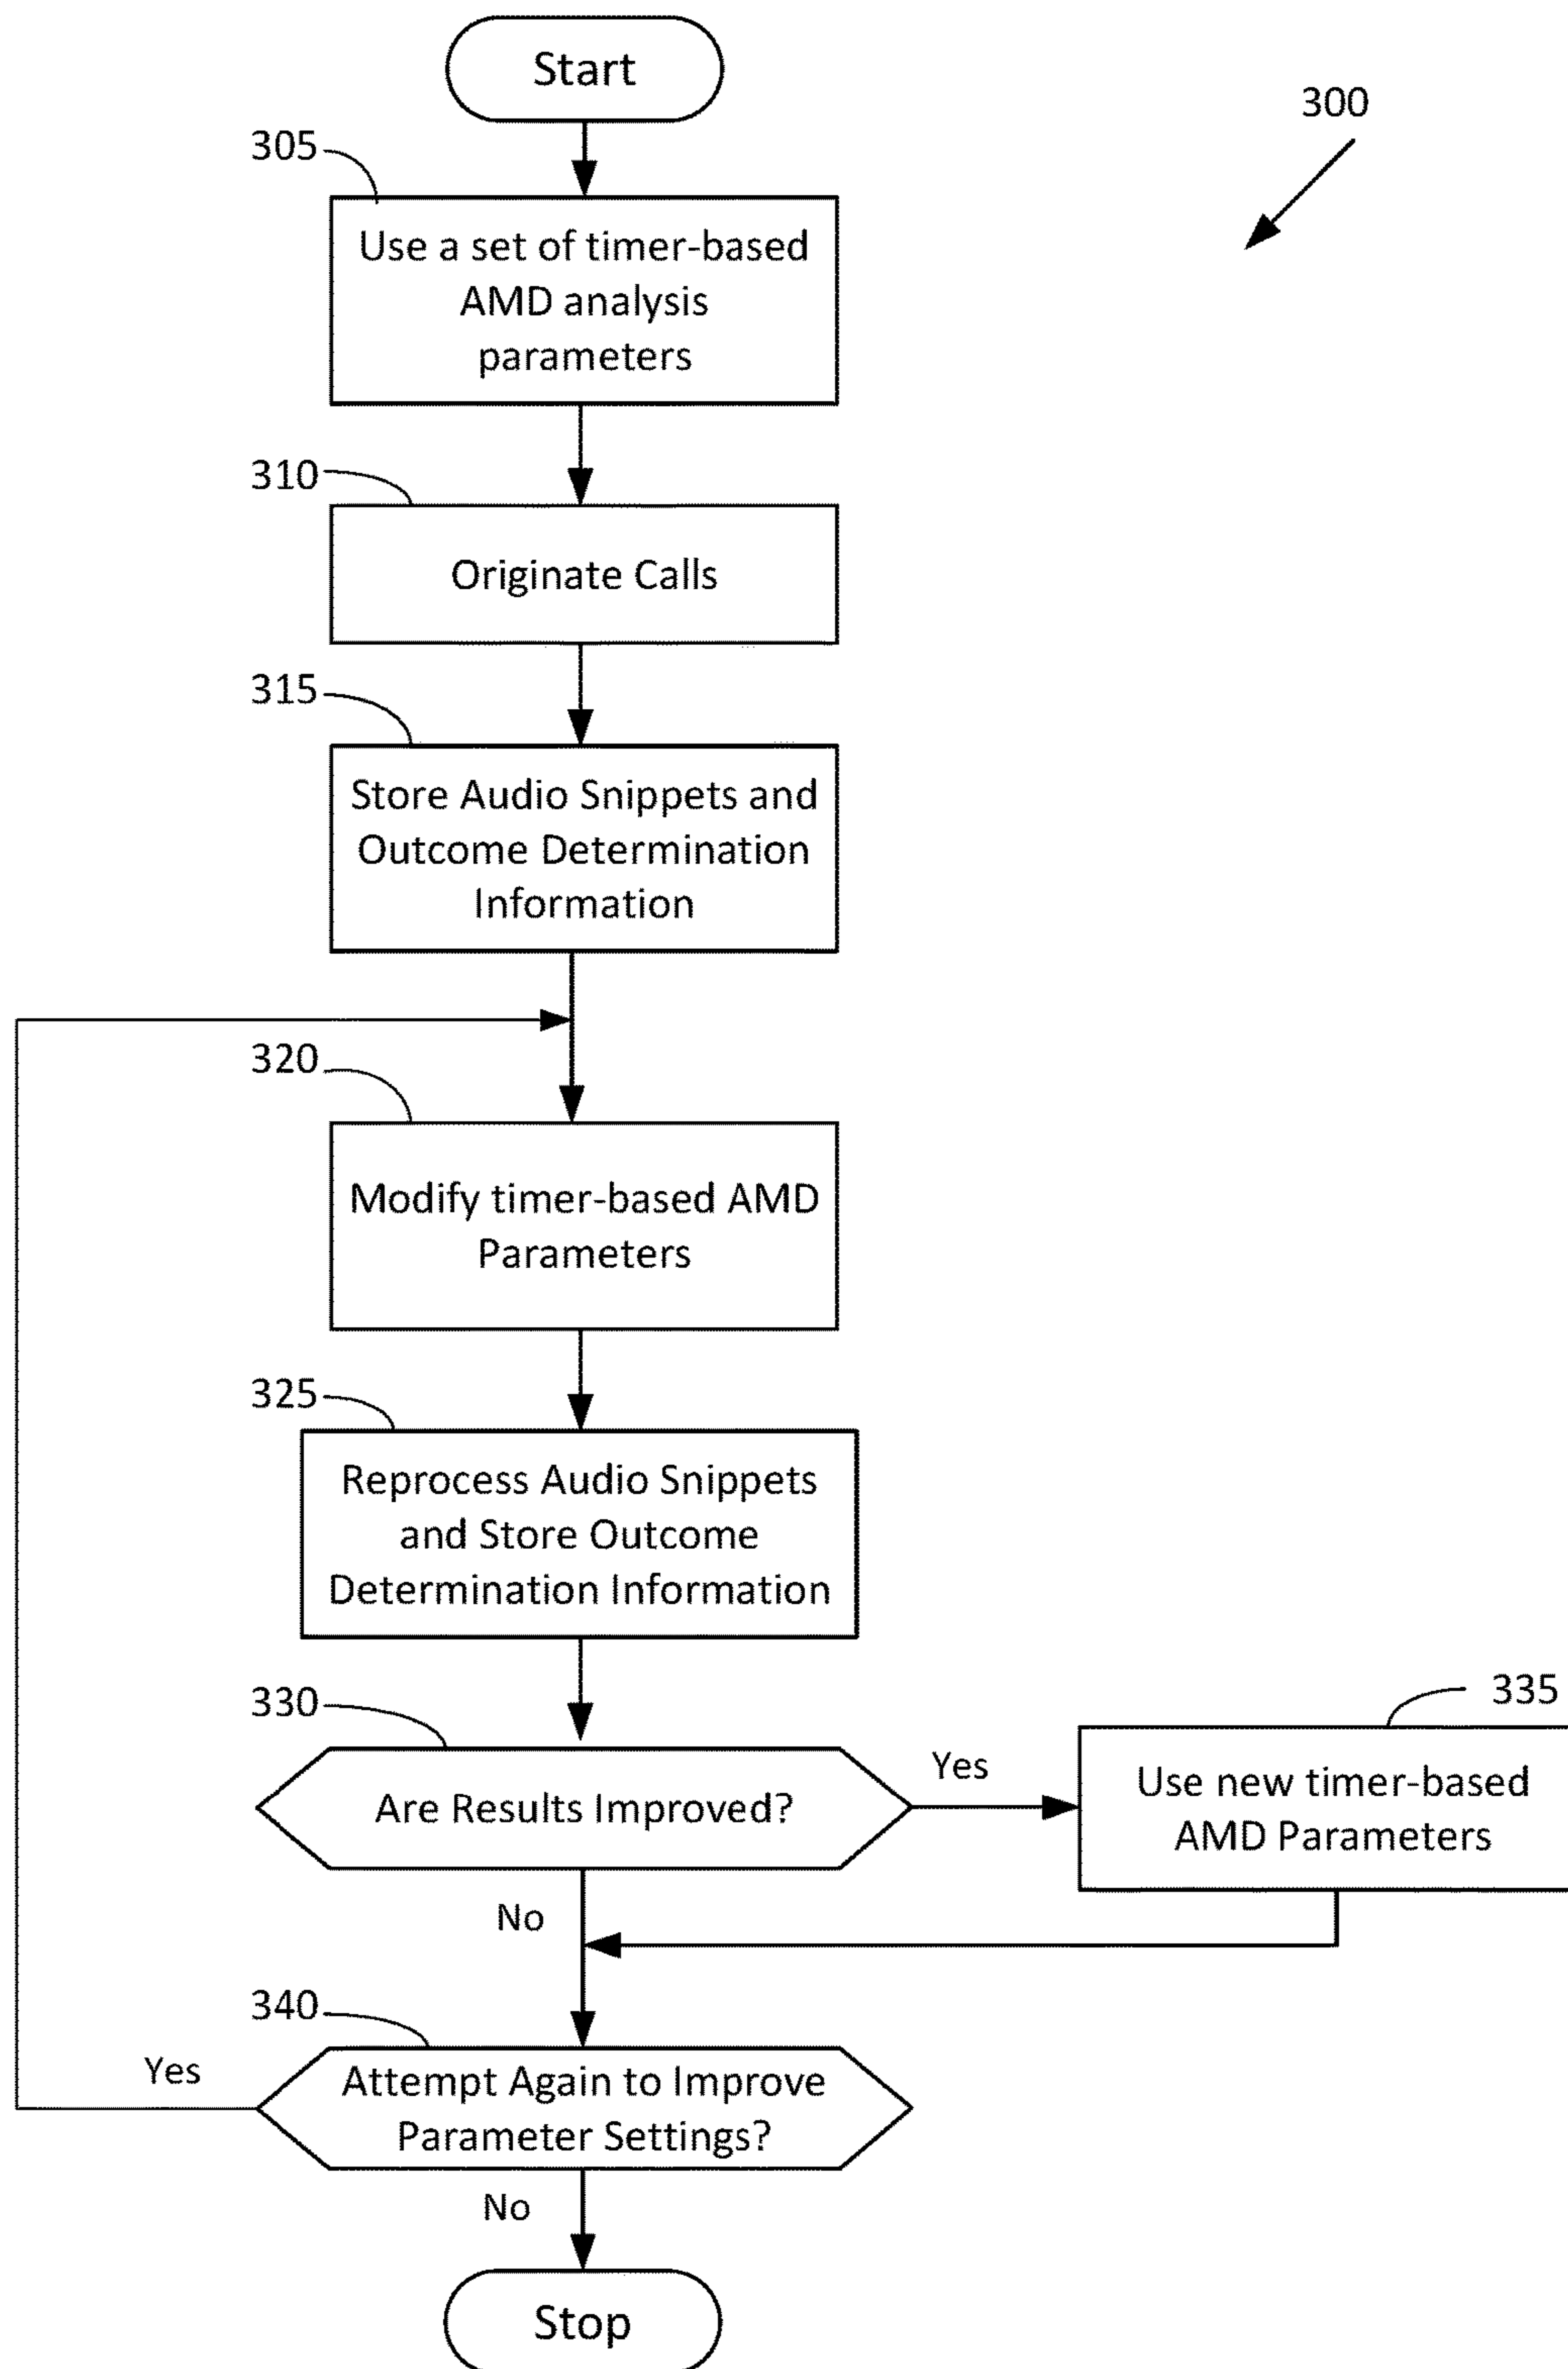 Start
300
305
Use a set of timer-based
AMD analysis
parameters
310
Originate Calls
315
Store Audio Snippets and
Outcome Determination
Information
320
Modify timer-based AMD
Parameters
325
Reprocess Audio Snippets
and Store Outcome
Determination Information
330
Are Results Improved?
Yes
335
Use new timer-based
AMD Parameters
No
340
Yes
Attempt Again to Improve
Parameter Settings?
No
Stop